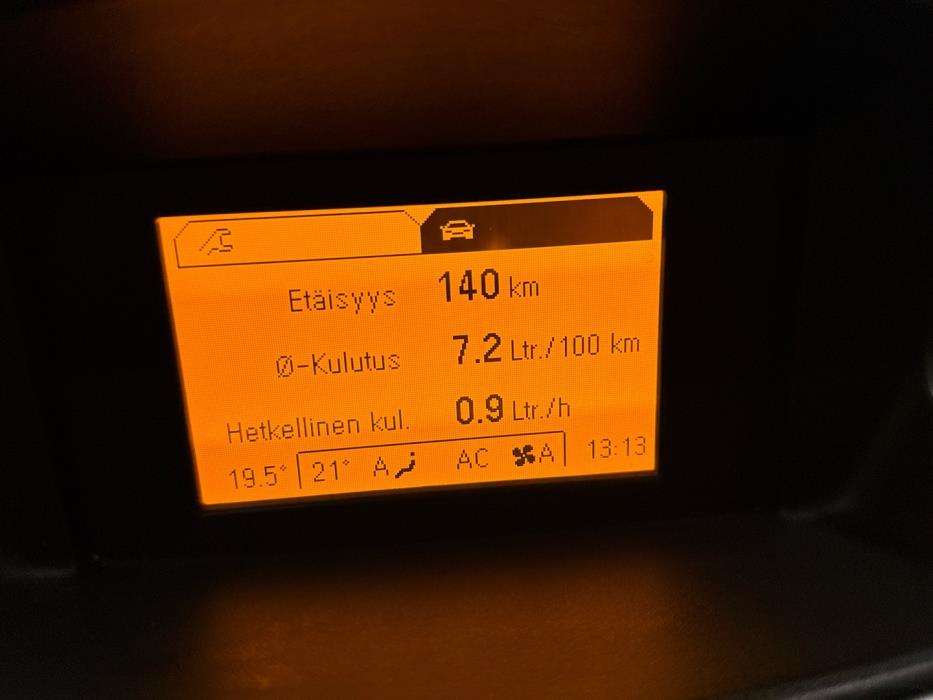 Etäisyys 140 km
Ø-Kulutus 7.2 Ltr./100 km
Hetkellinen kul. 0.9 Ltr./h
19.5° 21° A AC A 13:13